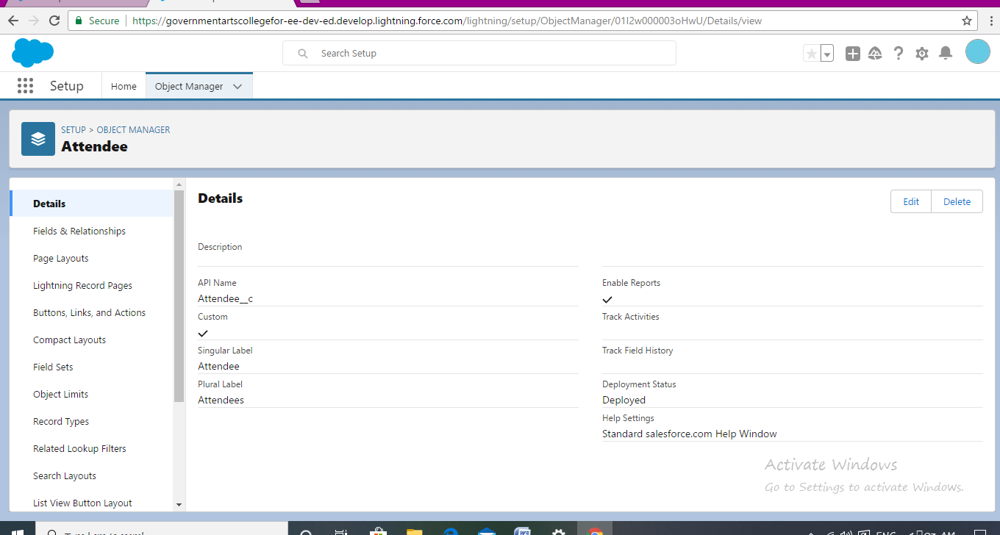 Secure https://governmentartscollegefor-ee-dev-ed.develop.lightning.force.com/lightning/setup/ObjectManager/01I2w000003oHwU/Details/view
Search Setup
Setup Home Object Manager
SETUP > OBJECT MANAGER
Attendee
Details
Fields & Relationships
Page Layouts
Lightning Record Pages
Buttons, Links, and Actions
Compact Layouts
Field Sets
Object Limits
Record Types
Related Lookup Filters
Search Layouts
List View Button Layout
Details
Edit Delete
Description
API Name
Attendee__c
Custom
Singular Label
Attendee
Plural Label
Attendees
Enable Reports
Track Activities
Track Field History
Deployment Status
Deployed
Help Settings
Standard salesforce.com Help Window
Activate Windows
Go to Settings to activate Windows.